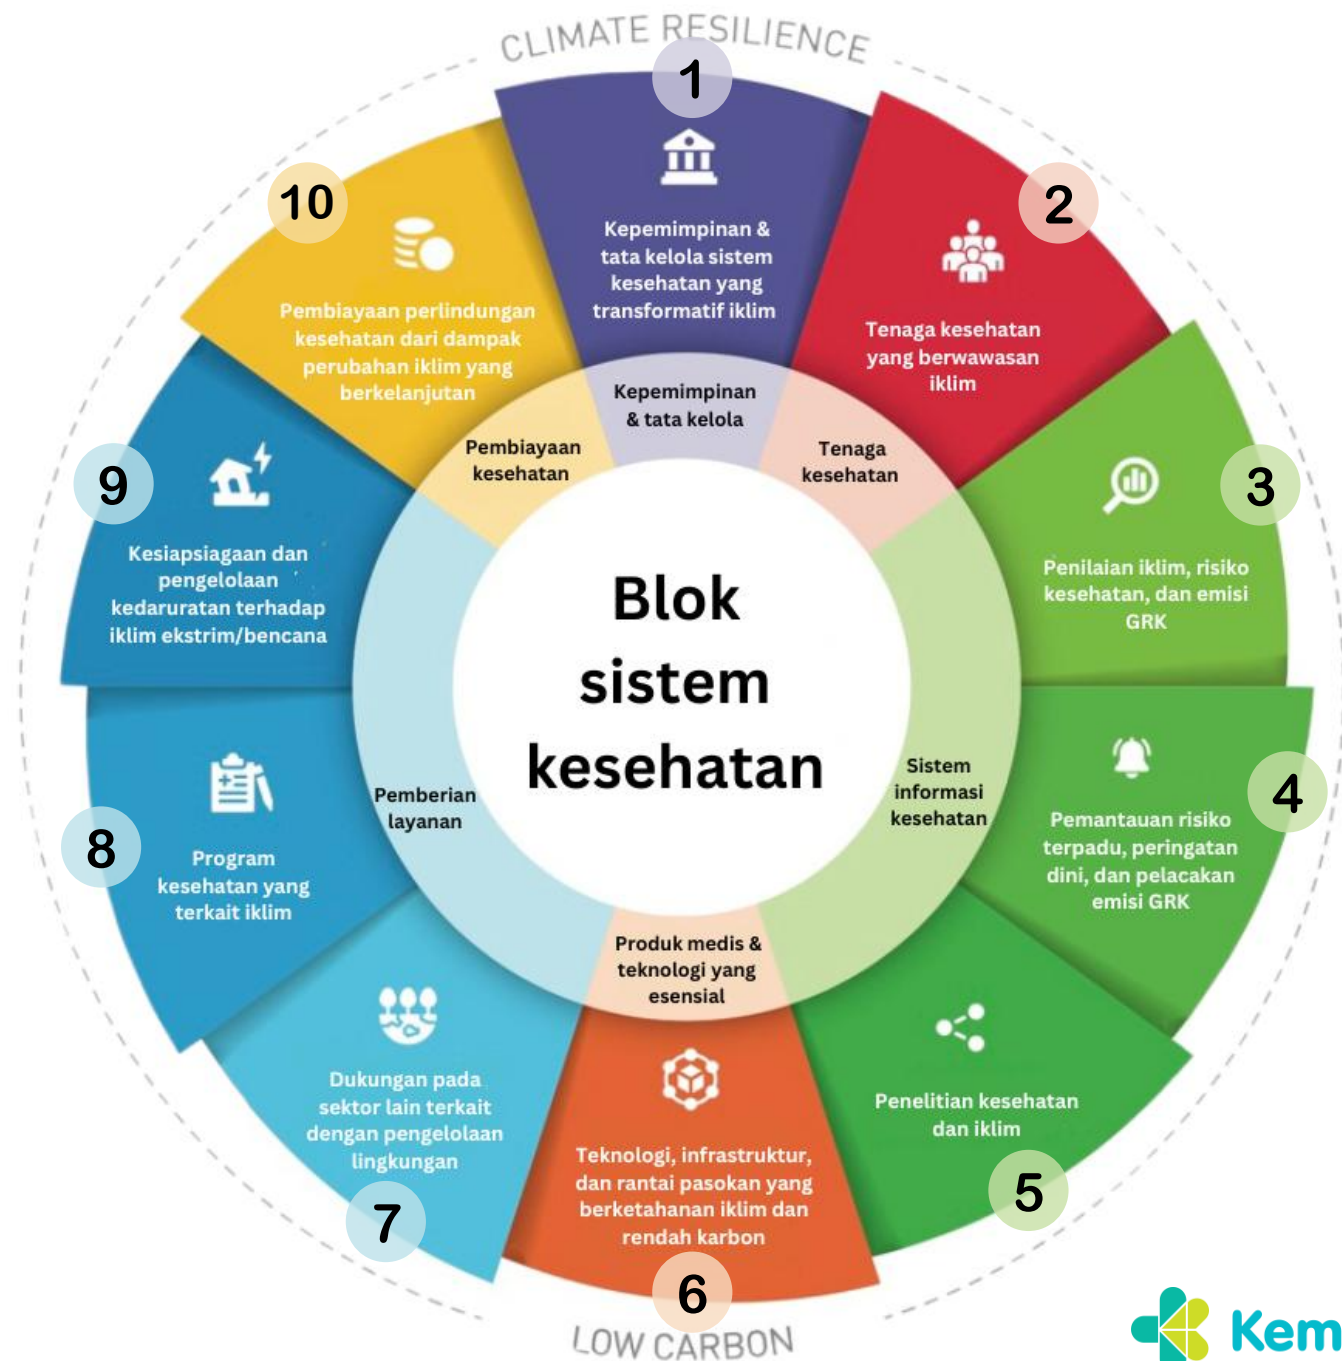 CLIMATE RESILIENCE
1
Kepemimpinan &
tata kelola sistem
kesehatan yang
transformatif iklim
2
Tenaga kesehatan
yang berwawasan
iklim
3
Penilaian iklim, risiko
kesehatan, dan emisi
GRK
4
Pemantauan risiko
terpadu, peringatan
dini, dan pelacakan
emisi GRK
5
Penelitian kesehatan
dan iklim
6
Teknologi, infrastruktur,
dan rantai pasokan yang
berketahanan iklim dan
rendah karbon
7
Dukungan pada
sektor lain terkait
dengan pengelolaan
lingkungan
8
Program
kesehatan yang
terkait iklim
9
Kesiapsiagaan dan
pengelolaan
kedaruratan terhadap
iklim ekstrim/bencana
10
Pembiayaan perlindungan
kesehatan dari dampak
perubahan iklim yang
berkelanjutan
Kepemimpinan
& tata kelola
Tenaga
kesehatan
Sistem
informasi
kesehatan
Produk medis &
teknologi yang
esensial
Pemberian
layanan
Pembiayaan
kesehatan
Blok
sistem
kesehatan
LOW CARBON
Kem